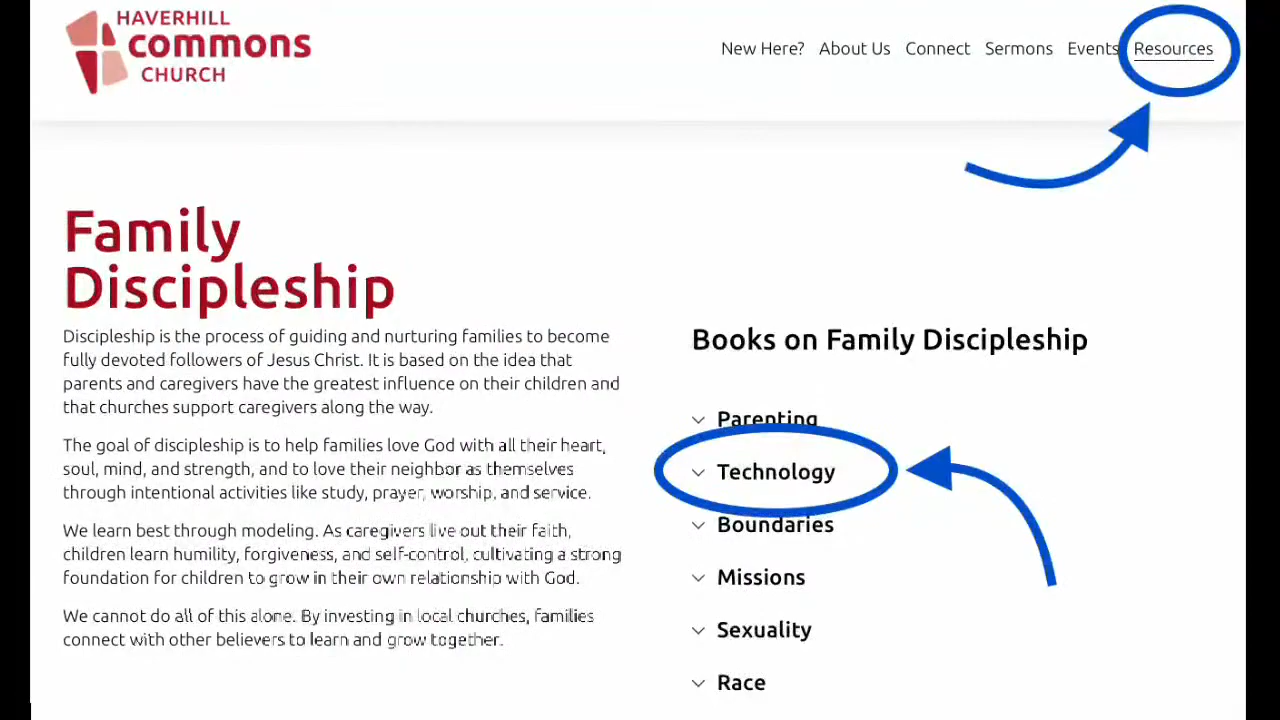 HAVERHILL
commons
CHURCH
New Here? About Us Connect Sermons Events Resources
Family
Discipleship
Discipleship is the process of guiding and nurturing families to become
fully devoted followers of Jesus Christ. It is based on the idea that
parents and caregivers have the greatest influence on their children and
that churches support caregivers along the way.
The goal of discipleship is to help families love God with all their heart,
soul, mind, and strength, and to love their neighbor as themselves
through intentional activities like study, prayer, worship, and service.
We learn best through modeling. As caregivers live out their faith,
children learn humility, forgiveness, and self-control, cultivating a strong
foundation for children to grow in their own relationship with God.
We cannot do all of this alone. By investing in local churches, families
connect with other believers to learn and grow together.
Books on Family Discipleship
Parenting
Technology
Boundaries
Missions
Sexuality
Race